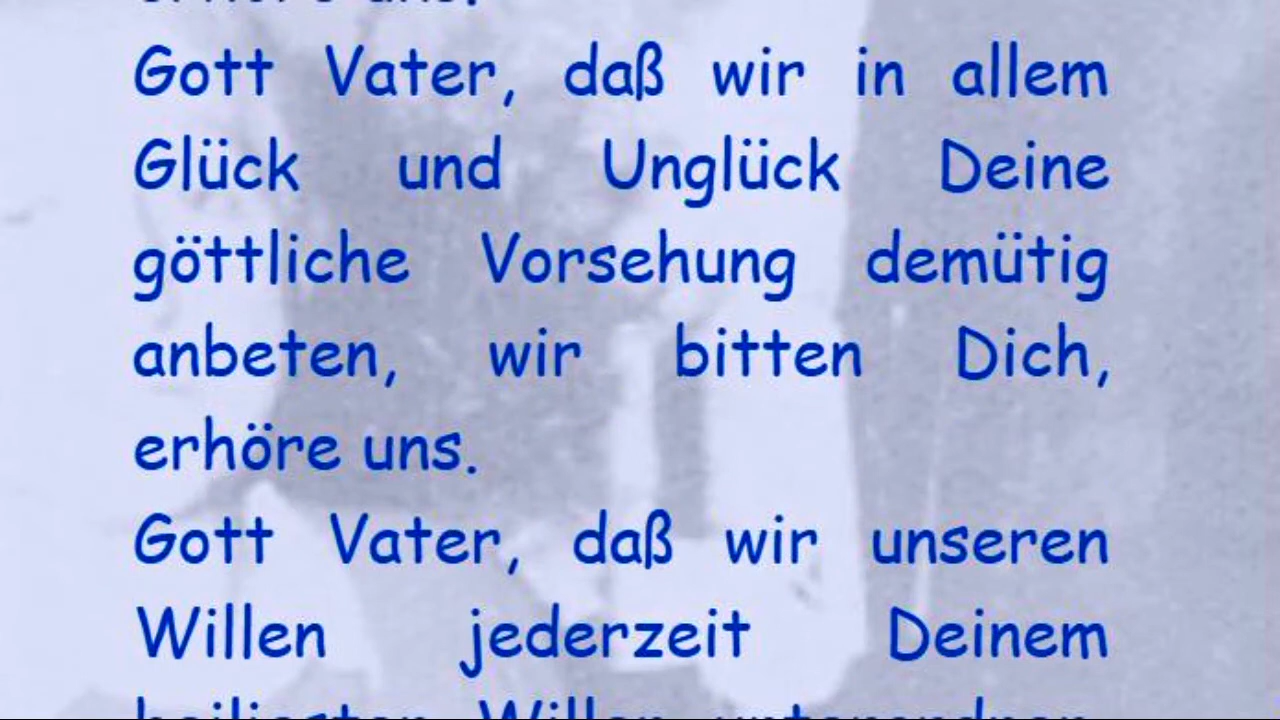 Gott Vater, daß wir in allem
Glück und Unglück Deine
göttliche Vorsehung demütig
anbeten, wir bitten Dich,
erhöre uns.
Gott Vater, daß wir unseren
Willen jederzeit Deinem